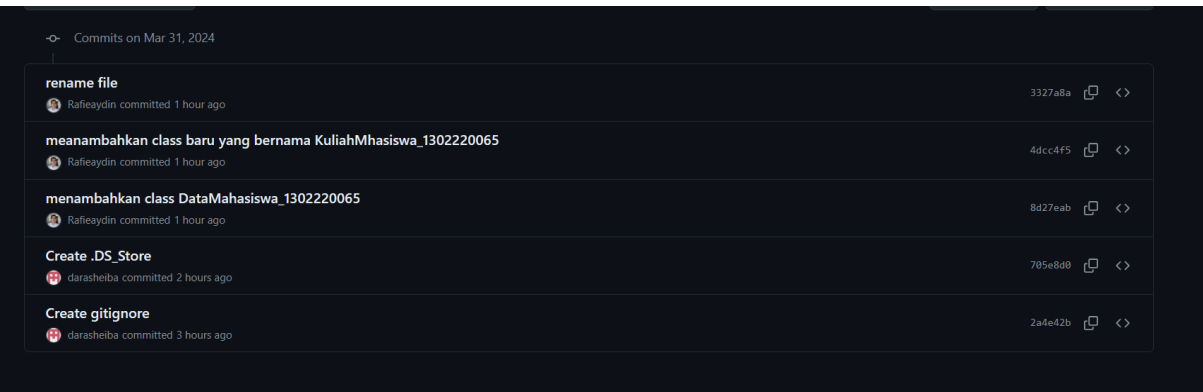 Commits on Mar 31, 2024
rename file
3327a8a
Rafieaydin committed 1 hour ago
meanambahkan class baru yang bernama KuliahMhasiswa_1302220065
4dcc4f5
Rafieaydin committed 1 hour ago
menambahkan class DataMahasiswa_1302220065
8d27eab
Rafieaydin committed 1 hour ago
Create .DS_Store
705e8d0
darasheiba committed 2 hours ago
Create gitignore
2a4e42b
darasheiba committed 3 hours ago